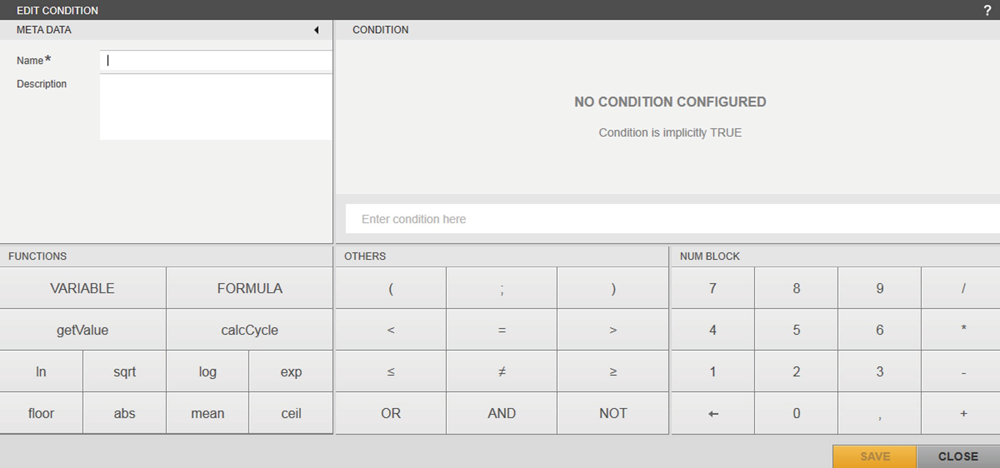 EDIT CONDITION ?
META DATA
Name*
Description
CONDITION
NO CONDITION CONFIGURED
Condition is implicitly TRUE
Enter condition here
FUNCTIONS
VARIABLE FORMULA
getValue calcCycle
ln sqrt log exp
floor abs mean ceil
OTHERS
( ; )
< = >
≤ ≠ ≥
OR AND NOT
NUM BLOCK
7 8 9 /
4 5 6 *
1 2 3 -
← 0 , +
SAVE CLOSE